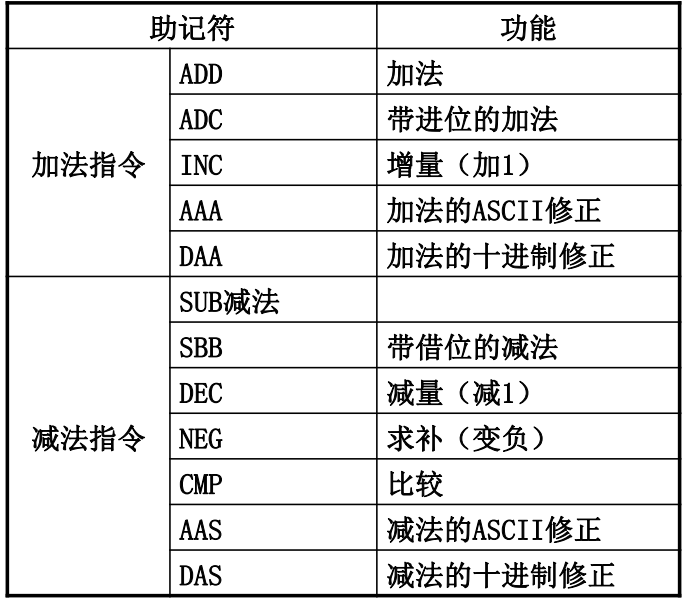 助记符 功能
加法指令 ADD 加法
ADC 带进位的加法
INC 增量（加1）
AAA 加法的ASCII修正
DAA 加法的十进制修正
减法指令 SUB减法
SBB 带借位的减法
DEC 减量（减1）
NEG 求补（变负）
CMP 比较
AAS 减法的ASCII修正
DAS 减法的十进制修正